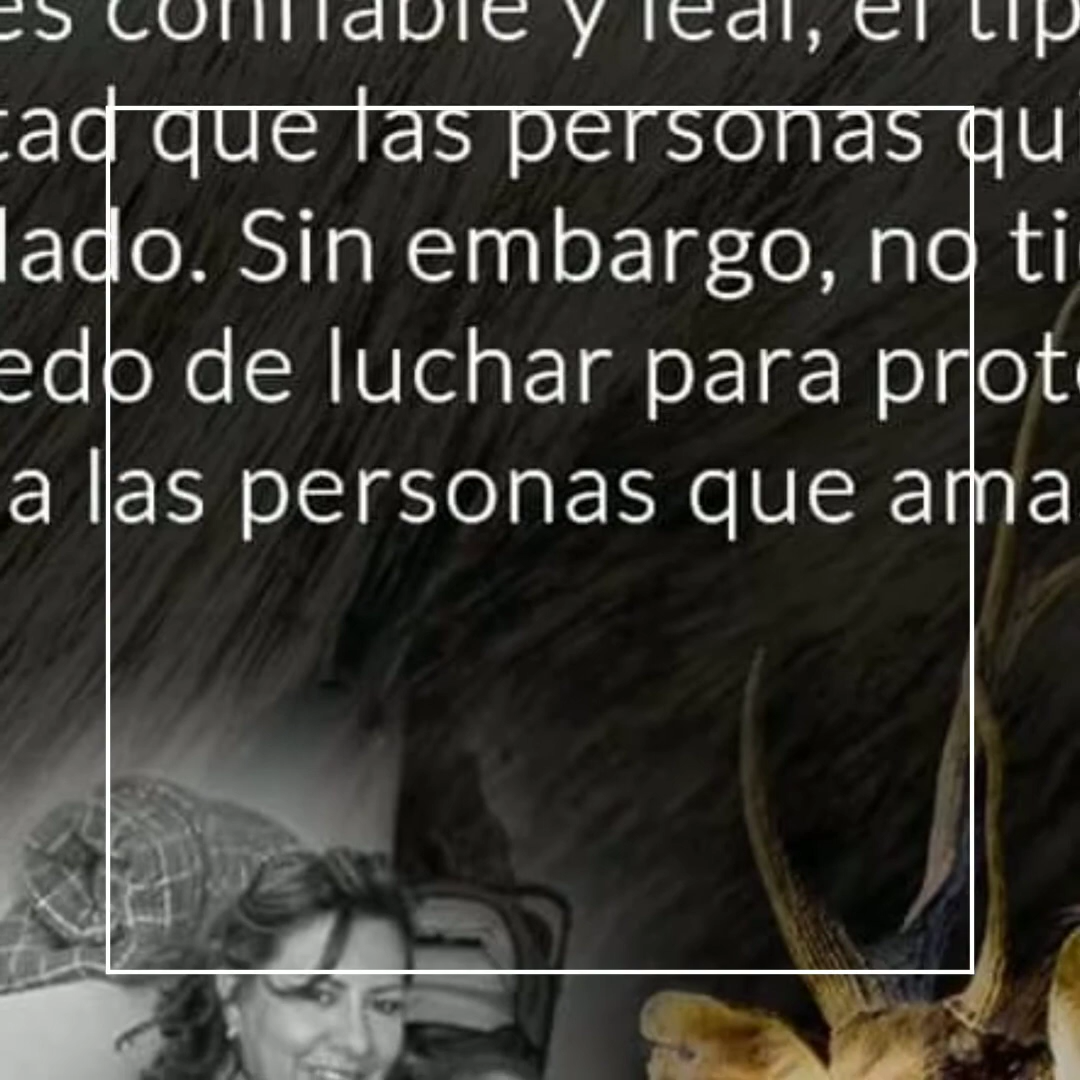 es confiable y leal, el tip
tad que las personas qu
lado. Sin embargo, no ti
edo de luchar para prot
a las personas que ama